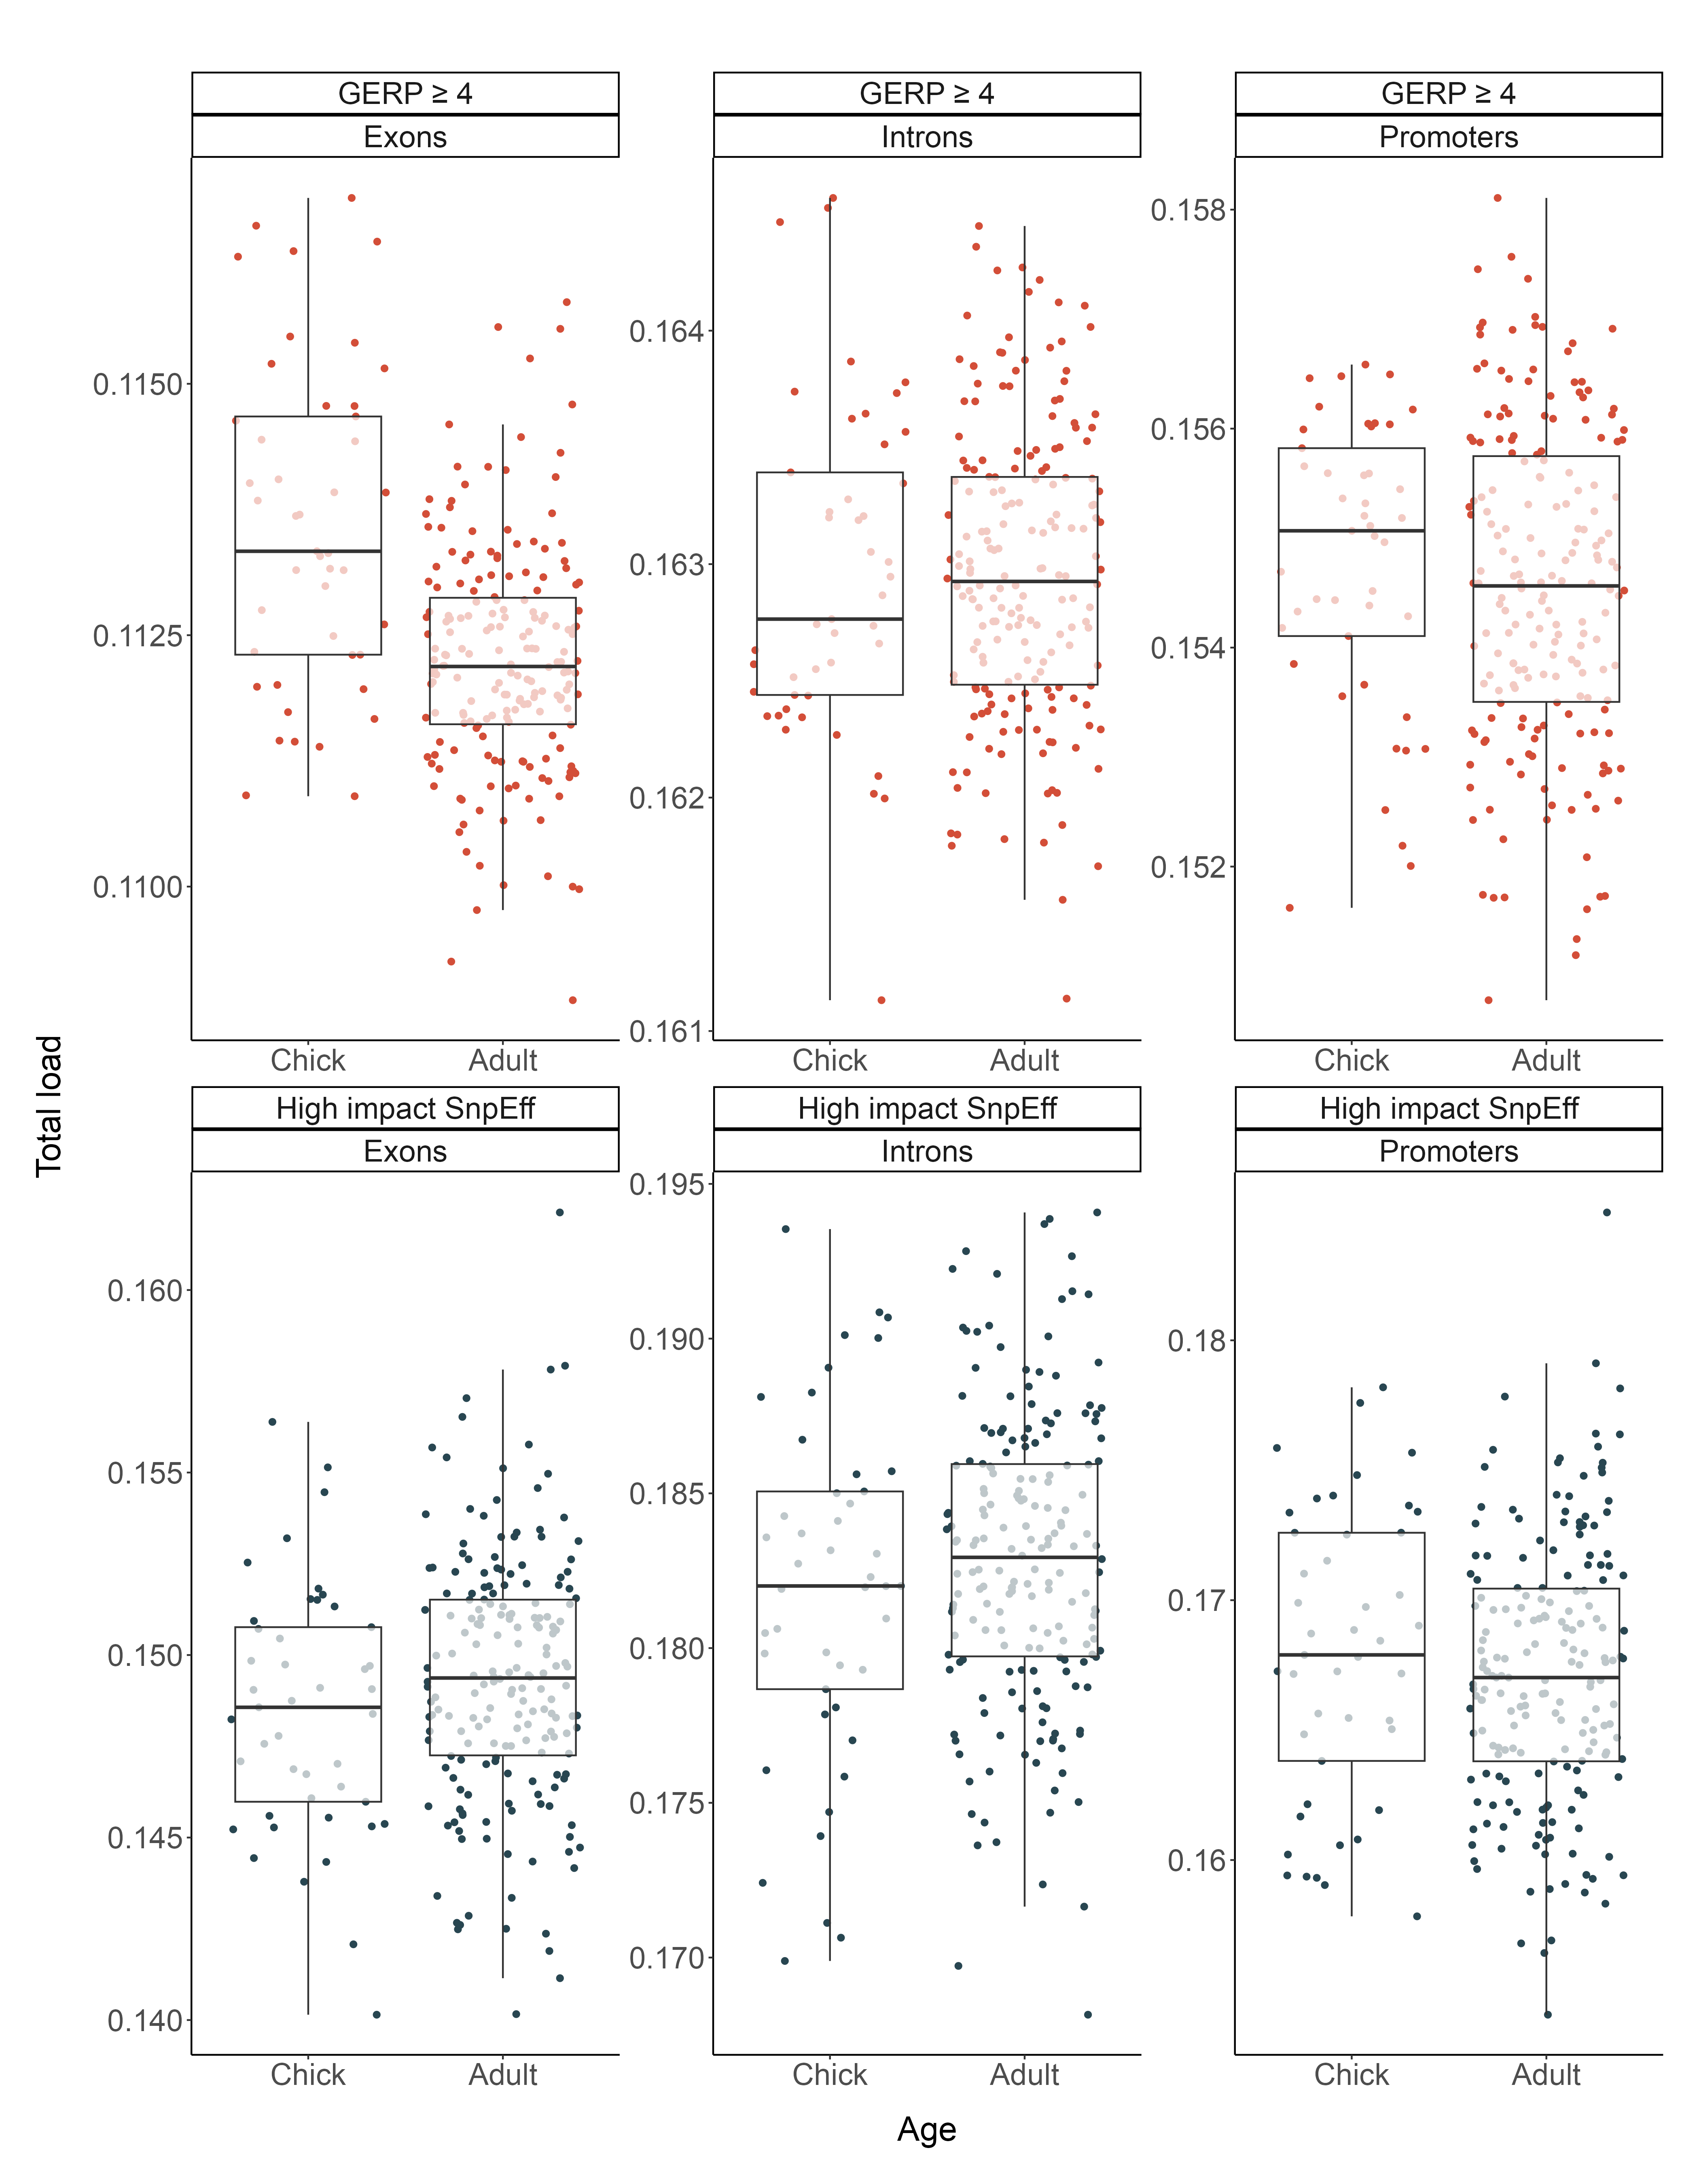 GERP ≥ 4
GERP ≥ 4
GERP ≥ 4
Exons
Introns
Promoters
0.1150
0.1125
0.1100
0.164
0.163
0.162
0.161
0.158
0.156
0.154
0.152
Chick
Adult
Chick
Adult
Chick
Adult
Total load
High impact SnpEff
High impact SnpEff
High impact SnpEff
Exons
Introns
Promoters
0.160
0.155
0.150
0.145
0.140
0.195
0.190
0.185
0.180
0.175
0.170
0.18
0.17
0.16
Chick
Adult
Chick
Adult
Chick
Adult
Age